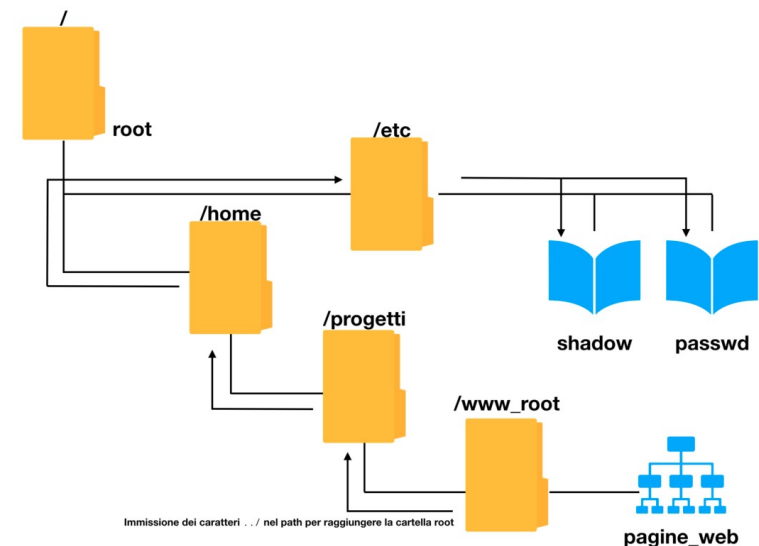 /
root
/etc
/home
/progetti
shadow
passwd
/www_root
Immissione dei caratteri ../ nel path per raggiungere la cartella root
pagine_web